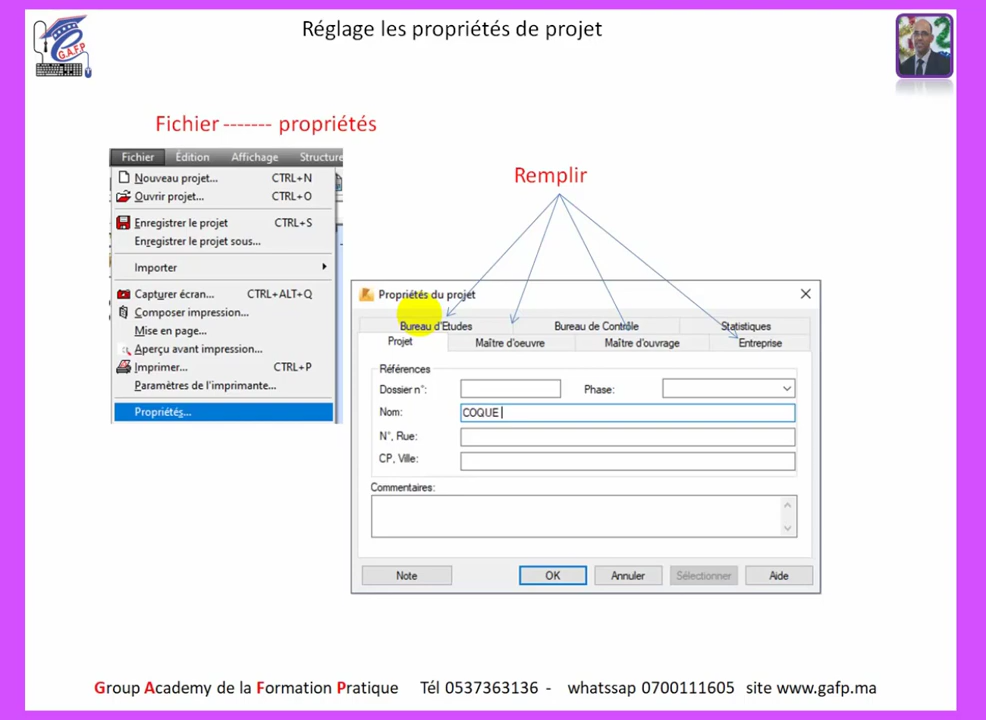 Réglage les propriétés de projet
G.A.F.P
Fichier ------- propriétés
Fichier Édition Affichage Structure
Nouveau projet... CTRL+N
Ouvrir projet... CTRL+O
Enregistrer le projet CTRL+S
Enregistrer le projet sous...
Importer
Capturer écran... CTRL+ALT+Q
Composer impression...
Mise en page...
Aperçu avant impression...
Imprimer... CTRL+P
Paramètres de l'imprimante...
Propriétés...
Remplir
Propriétés du projet
Bureau d'Etudes Bureau de Contrôle Statistiques
Projet Maître d'oeuvre Maître d'ouvrage Entreprise
Références
Dossier n°: Phase:
Nom: COQUE
N°, Rue:
CP, Ville:
Commentaires:
Note OK Annuler Sélectionner Aide
Group Academy de la Formation Pratique Tél 0537363136 - whatssap 0700111605 site www.gafp.ma